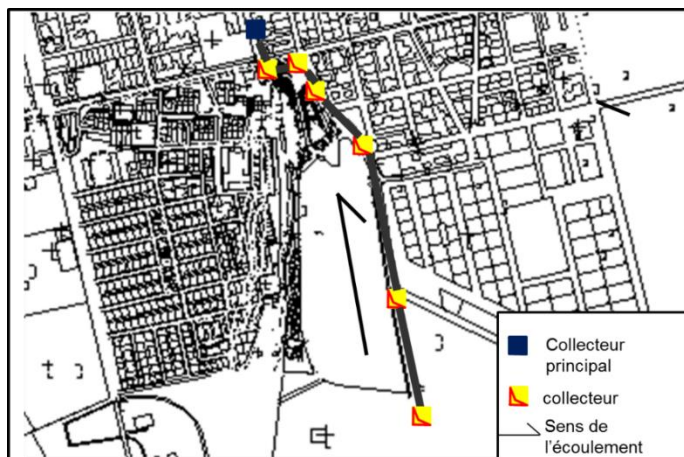 Collecteur
principal
collecteur
Sens de
l'écoulement